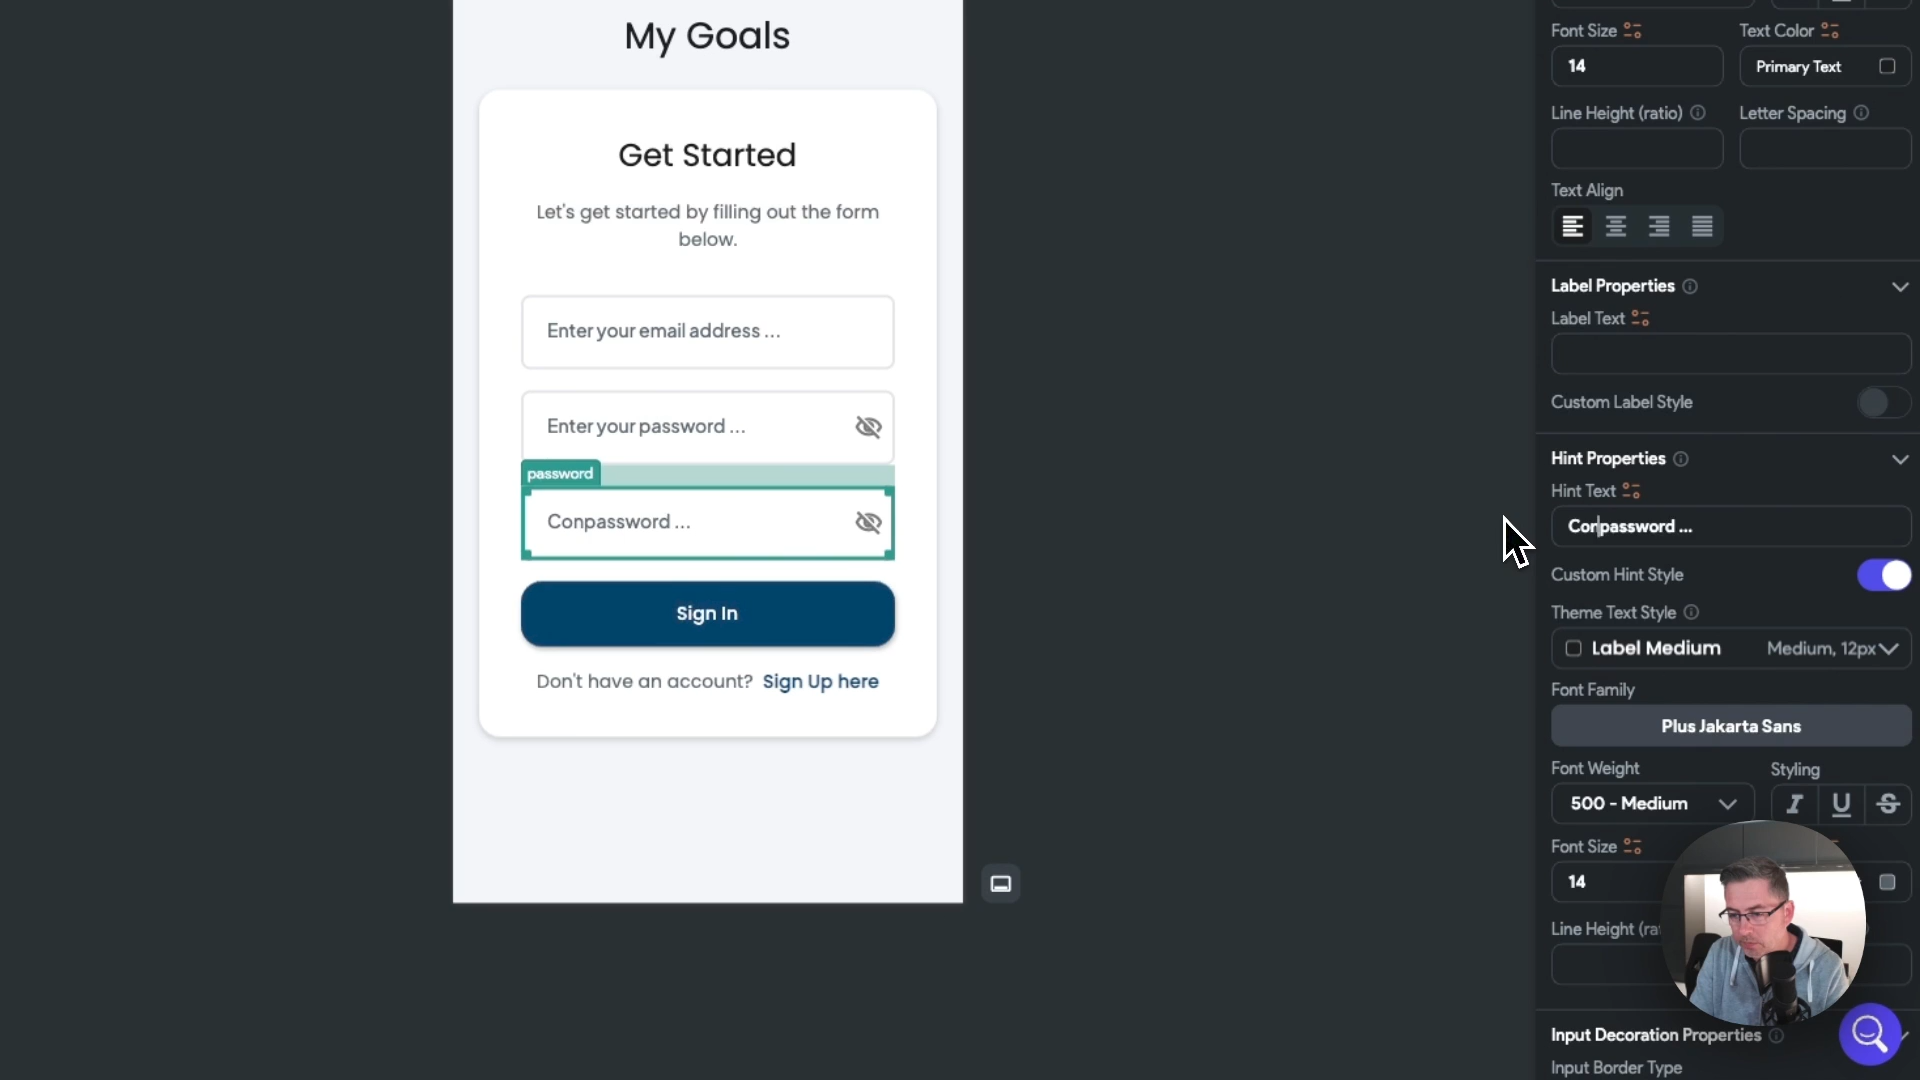 My Goals
Get Started
Let's get started by filling out the form
below.
Enter your email address ...
Enter your password ...
password
Conpassword ...
Sign In
Don't have an account? Sign Up here
Font Size
Text Color
14
Primary Text
Line Height (ratio)
Letter Spacing
Text Align
Label Properties
Label Text
Custom Label Style
Hint Properties
Hint Text
Conpassword ...
Custom Hint Style
Theme Text Style
Label Medium
Medium, 12px
Font Family
Plus Jakarta Sans
Font Weight
Styling
500 - Medium
I U S
Font Size
14
Line Height
Input Decoration Properties
Input Border Type